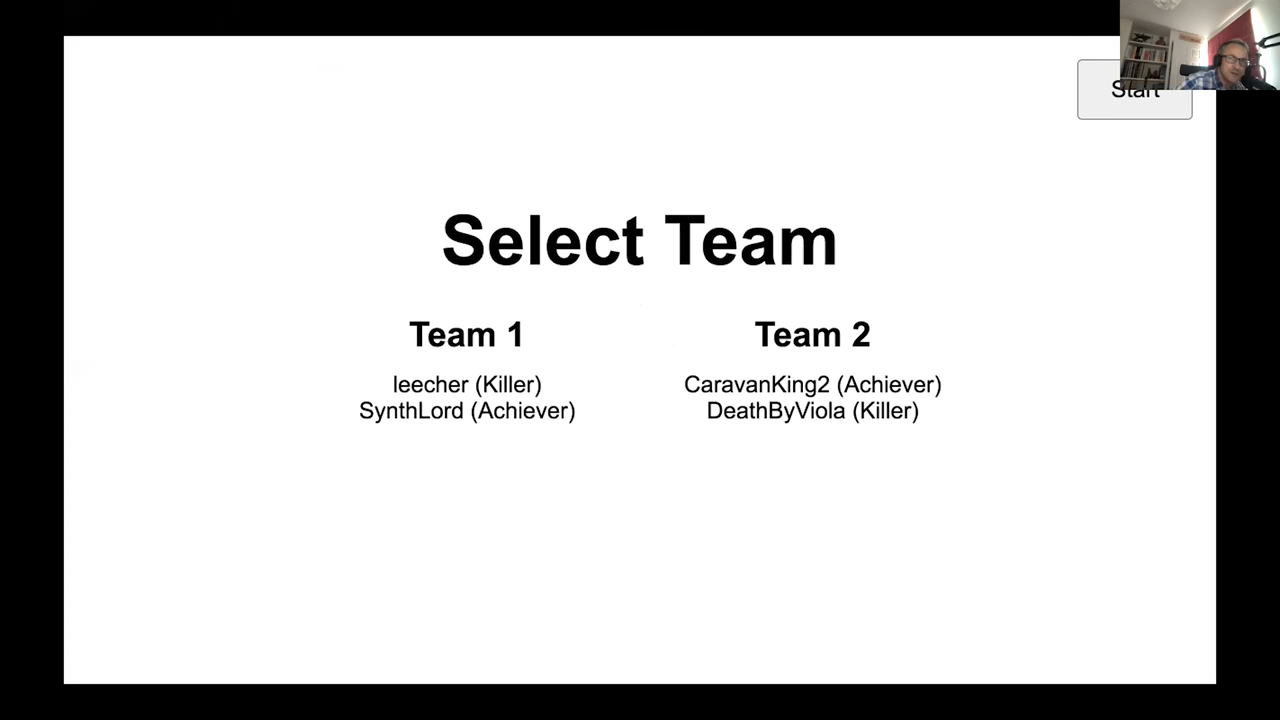 Start
Select Team
Team 1
leecher (Killer)
SynthLord (Achiever)
Team 2
CaravanKing2 (Achiever)
DeathByViola (Killer)